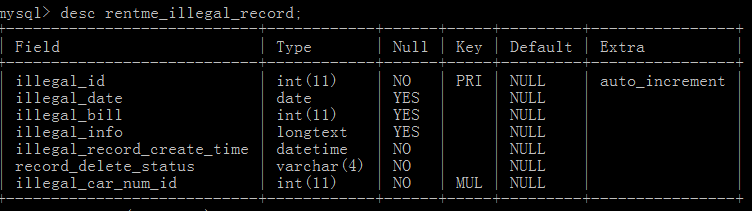 mysql> desc rentme_illegal_record;
| Field | Type | Null | Key | Default | Extra |
| illegal_id | int(11) | NO | PRI | NULL | auto_increment |
| illegal_date | date | YES | | NULL | |
| illegal_bill | int(11) | YES | | NULL | |
| illegal_info | longtext | YES | | NULL | |
| illegal_record_create_time | datetime | NO | | NULL | |
| record_delete_status | varchar(4) | NO | | NULL | |
| illegal_car_num_id | int(11) | NO | MUL | NULL | |